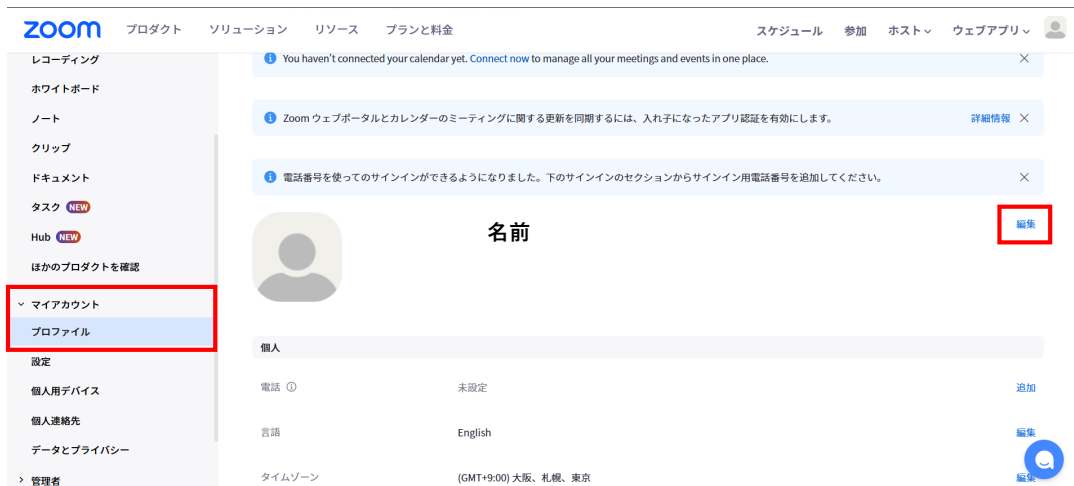 zoom プロダクト ソリューション リソース プランと料金 スケジュール 参加 ホスト ウェブアプリ
レコーディング
ホワイトボード
ノート
クリップ
ドキュメント
タスク NEW
Hub NEW
ほかのプロダクトを確認
マイアカウント
プロファイル
設定
個人用デバイス
個人連絡先
データとプライバシー
管理者
You haven't connected your calendar yet. Connect now to manage all your meetings and events in one place.
Zoom ウェブポータルとカレンダーのミーティングに関する更新を同期するには、入れ子になったアプリ認証を有効にします。 詳細情報
電話番号を使ってのサインインができるようになりました。下のサインインのセクションからサインイン用電話番号を追加してください。
名前 編集
個人
電話 未設定 追加
言語 English 編集
タイムゾーン (GMT+9:00) 大阪、札幌、東京 編集